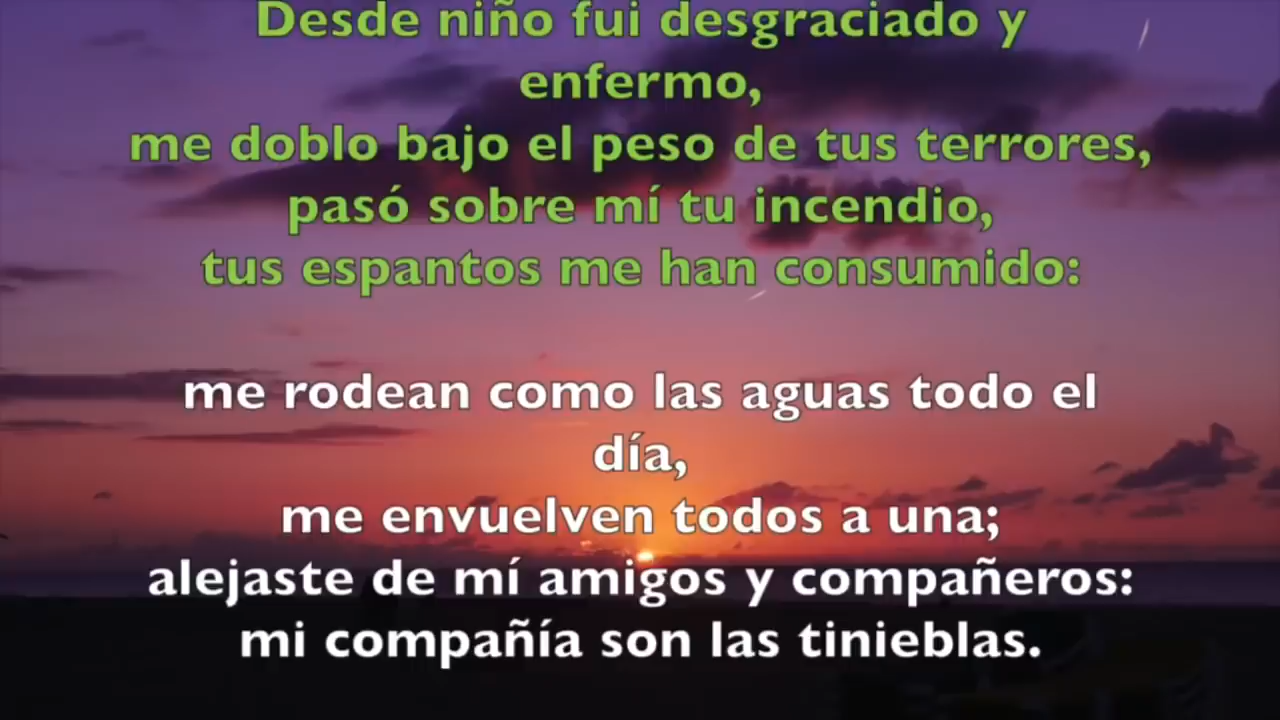 Desde niño fui desgraciado y
enfermo,
me doblo bajo el peso de tus terrores,
pasó sobre mí tu incendio,
tus espantos me han consumido:
me rodean como las aguas todo el
día,
me envuelven todos a una;
alejaste de mí amigos y compañeros:
mi compañía son las tinieblas.